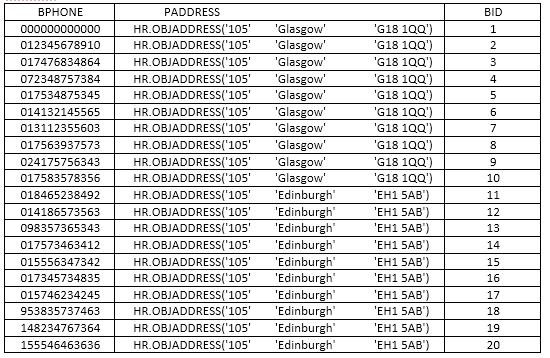 BPHONE PADDRESS BID
000000000000 HR.OBJADDRESS('105' 'Glasgow' 'G18 1QQ') 1
012345678910 HR.OBJADDRESS('105' 'Glasgow' 'G18 1QQ') 2
017476834864 HR.OBJADDRESS('105' 'Glasgow' 'G18 1QQ') 3
072348757384 HR.OBJADDRESS('105' 'Glasgow' 'G18 1QQ') 4
017534875345 HR.OBJADDRESS('105' 'Glasgow' 'G18 1QQ') 5
014132145565 HR.OBJADDRESS('105' 'Glasgow' 'G18 1QQ') 6
013112355603 HR.OBJADDRESS('105' 'Glasgow' 'G18 1QQ') 7
017563937573 HR.OBJADDRESS('105' 'Glasgow' 'G18 1QQ') 8
024175756343 HR.OBJADDRESS('105' 'Glasgow' 'G18 1QQ') 9
017583578356 HR.OBJADDRESS('105' 'Glasgow' 'G18 1QQ') 10
018465238492 HR.OBJADDRESS('105' 'Edinburgh' 'EH1 5AB') 11
014186573563 HR.OBJADDRESS('105' 'Edinburgh' 'EH1 5AB') 12
098357365343 HR.OBJADDRESS('105' 'Edinburgh' 'EH1 5AB') 13
017573463412 HR.OBJADDRESS('105' 'Edinburgh' 'EH1 5AB') 14
015556347342 HR.OBJADDRESS('105' 'Edinburgh' 'EH1 5AB') 15
017345734835 HR.OBJADDRESS('105' 'Edinburgh' 'EH1 5AB') 16
015746234245 HR.OBJADDRESS('105' 'Edinburgh' 'EH1 5AB') 17
953835737463 HR.OBJADDRESS('105' 'Edinburgh' 'EH1 5AB') 18
148234767364 HR.OBJADDRESS('105' 'Edinburgh' 'EH1 5AB') 19
155546463636 HR.OBJADDRESS('105' 'Edinburgh' 'EH1 5AB') 20